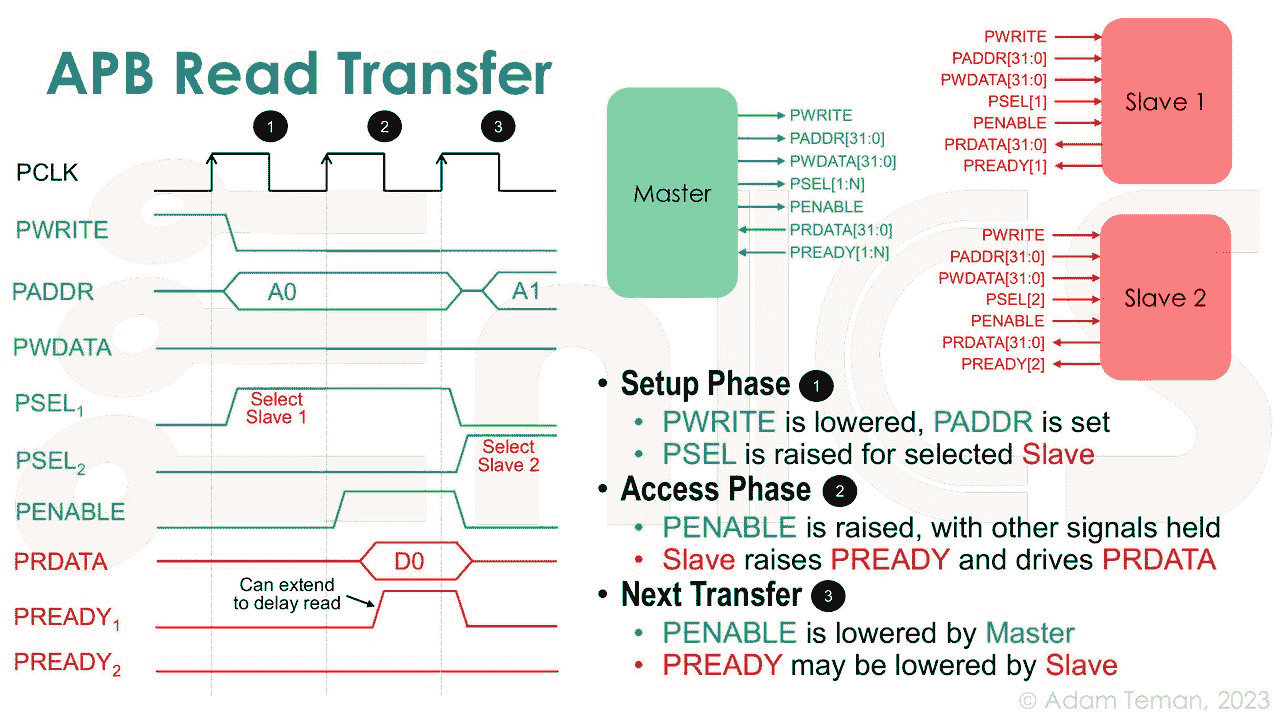 APB Read Transfer
1 2 3
PCLK
PWRITE
PADDR A0 A1
PWDATA
PSEL1 Select Slave 1
PSEL2 Select Slave 2
PENABLE
PRDATA D0
Can extend
to delay read
PREADY1
PREADY2
Master
PWRITE
PADDR[31:0]
PWDATA[31:0]
PSEL[1:N]
PENABLE
PRDATA[31:0]
PREADY[1:N]
PWRITE
PADDR[31:0]
PWDATA[31:0]
PSEL[1]
PENABLE
PRDATA[31:0]
PREADY[1]
Slave 1
PWRITE
PADDR[31:0]
PWDATA[31:0]
PSEL[2]
PENABLE
PRDATA[31:0]
PREADY[2]
Slave 2
• Setup Phase 1
• PWRITE is lowered, PADDR is set
• PSEL is raised for selected Slave
• Access Phase 2
• PENABLE is raised, with other signals held
• Slave raises PREADY and drives PRDATA
• Next Transfer 3
• PENABLE is lowered by Master
• PREADY may be lowered by Slave
© Adam Teman, 2023